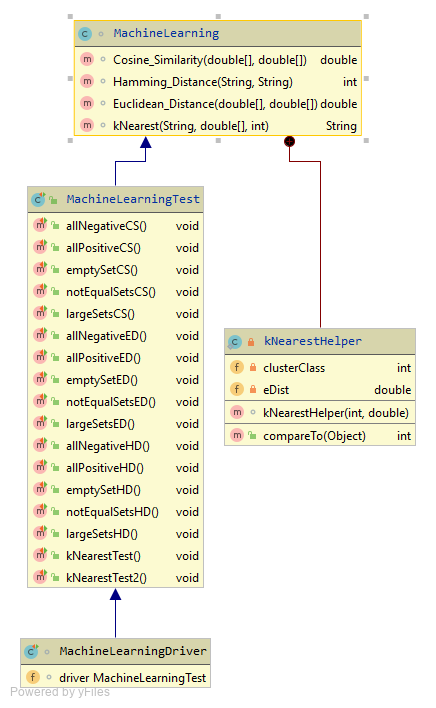 MachineLearning
Cosine_Similarity(double[], double[]) double
Hamming_Distance(String, String) int
Euclidean_Distance(double[], double[]) double
kNearest(String, double[], int) String
MachineLearningTest
allNegativeCS() void
allPositiveCS() void
emptySetCS() void
notEqualSetsCS() void
largeSetsCS() void
allNegativeED() void
allPositiveED() void
emptySetED() void
notEqualSetsED() void
largeSetsED() void
allNegativeHD() void
allPositiveHD() void
emptySetHD() void
notEqualSetsHD() void
largeSetsHD() void
kNearestTest() void
kNearestTest2() void
kNearestHelper
clusterClass int
eDist double
kNearestHelper(int, double)
compareTo(Object) int
MachineLearningDriver
driver MachineLearningTest
Powered by yFiles